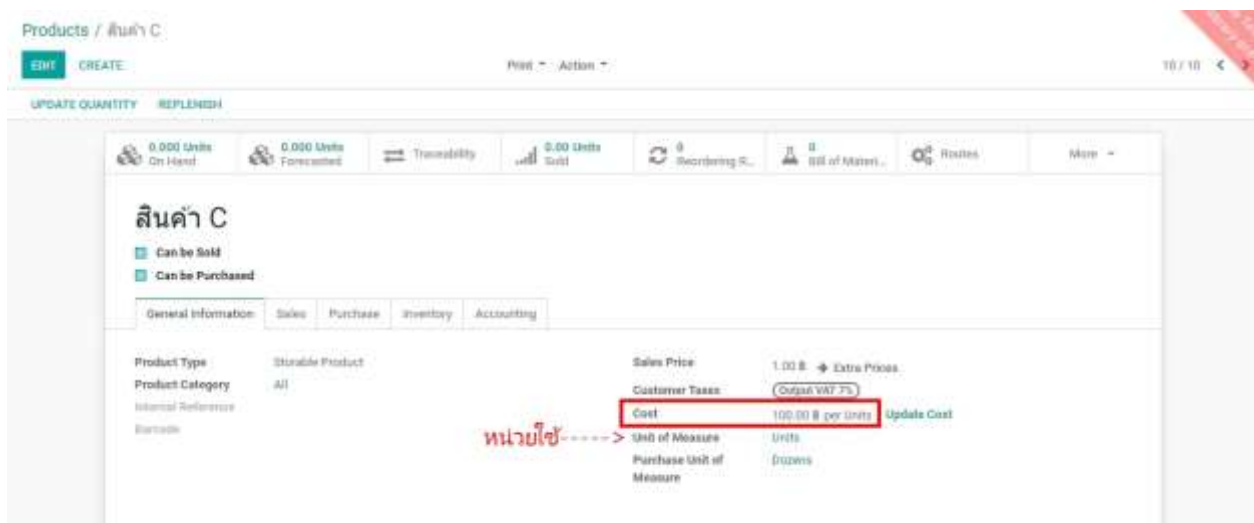 Products / สินค้า C
EDIT CREATE Print Action 10 / 10
UPDATE QUANTITY REPLENISH
0.000 Units On Hand
0.000 Units Forecasted
Traceability
0.00 Units Sold
0 Reordering R...
0 Bill of Materi...
Routes
More
สินค้า C
Can be Sold
Can be Purchased
General Information Sales Purchase Inventory Accounting
Product Type Storable Product
Product Category All
Internal Reference
Barcode
Sales Price 1.00 ฿ Extra Prices
Customer Taxes Output VAT 7%
Cost 100.00 ฿ per Units Update Cost
หน่วยใช้-----> Unit of Measure Units
Purchase Unit of Measure Dozens